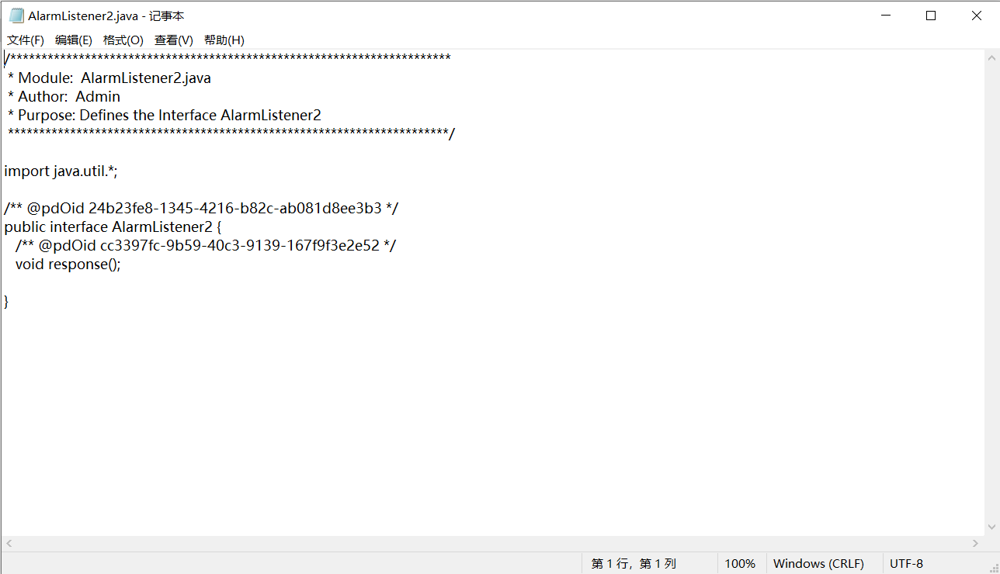 AlarmListener2.java - 记事本
文件(F) 编辑(E) 格式(O) 查看(V) 帮助(H)
/***********************************************************************
 * Module:  AlarmListener2.java
 * Author:  Admin
 * Purpose: Defines the Interface AlarmListener2
 ***********************************************************************/
import java.util.*;
/** @pdOid 24b23fe8-1345-4216-b82c-ab081d8ee3b3 */
public interface AlarmListener2 {
   /** @pdOid cc3397fc-9b59-40c3-9139-167f9f3e2e52 */
   void response();
}
第 1 行，第 1 列 100% Windows (CRLF) UTF-8